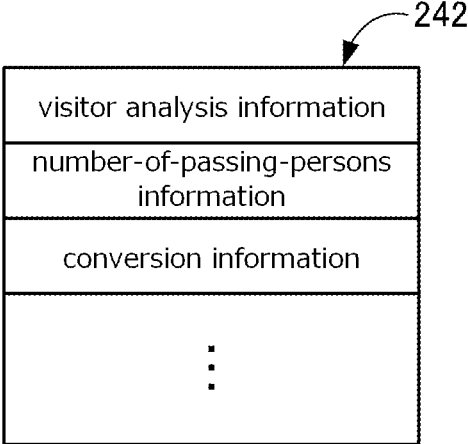 242
visitor analysis information
number-of-passing-persons
information
conversion information